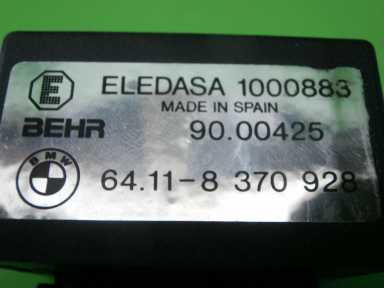 E ELEDASA 1000883
MADE IN SPAIN
BEHR 90.00425
BMW 64.11-8 370 928